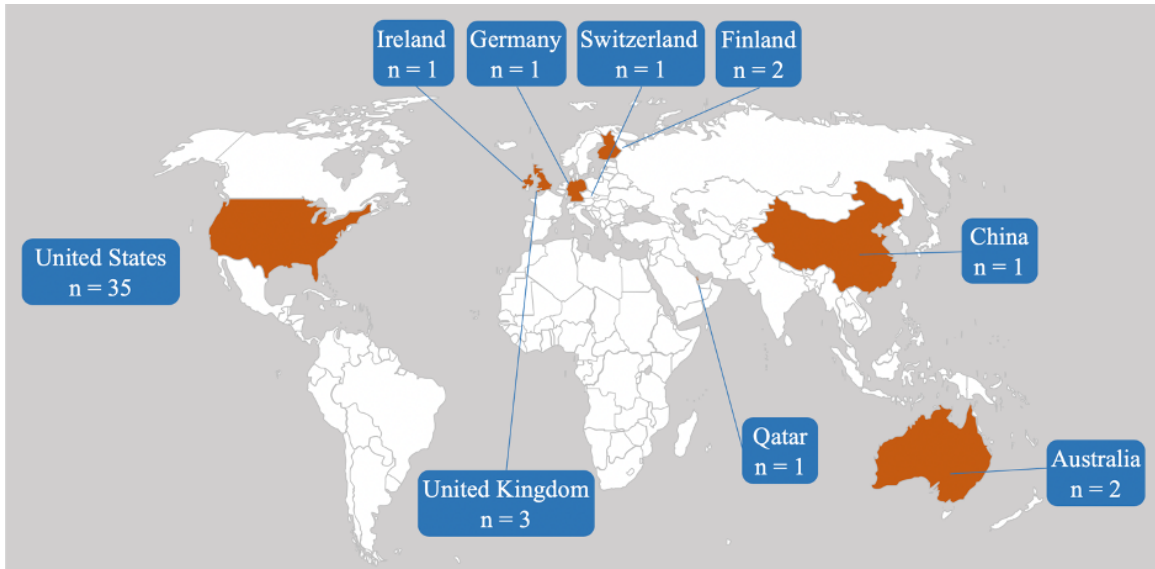 Ireland
n = 1
Germany
n = 1
Switzerland
n = 1
Finland
n = 2
United States
n = 35
China
n = 1
Qatar
n = 1
Australia
n = 2
United Kingdom
n = 3